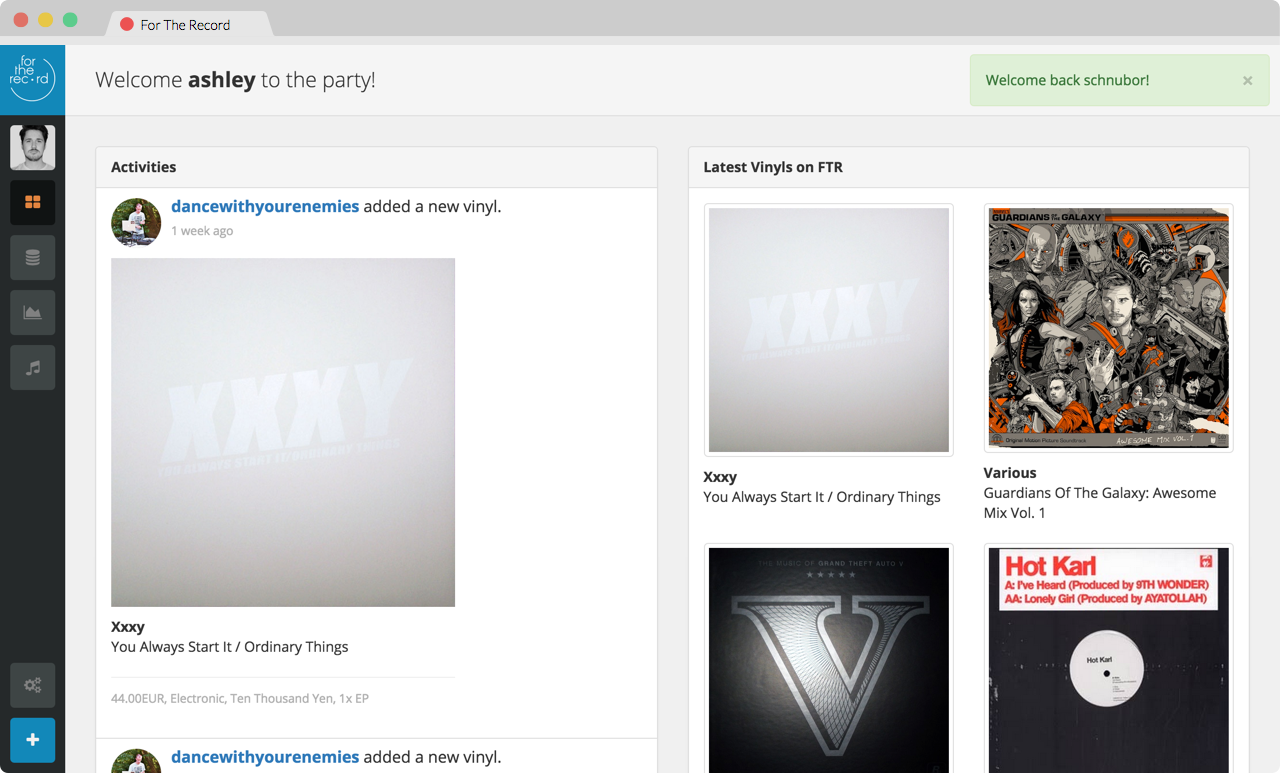 For The Record
for
the
rec•rd
Welcome ashley to the party!
Welcome back schnubor!
×
Activities
dancewithyourenemies added a new vinyl.
1 week ago
XXXY
YOU ALWAYS START IT/ORDINARY THINGS
Xxxy
You Always Start It / Ordinary Things
44.00EUR, Electronic, Ten Thousand Yen, 1x EP
dancewithyourenemies added a new vinyl.
Latest Vinyls on FTR
XXXY
YOU ALWAYS START IT/ORDINARY THINGS
Xxxy
You Always Start It / Ordinary Things
GUARDIANS OF THE GALAXY
Original Motion Picture Soundtrack
AWESOME MIX VOL. 1
Various
Guardians Of The Galaxy: Awesome
Mix Vol. 1
THE MUSIC OF GRAND THEFT AUTO V
V
Hot Karl
A: I've Heard (Produced by 9TH WONDER)
AA: Lonely Girl (Produced by AYATOLLAH)
Hot Karl